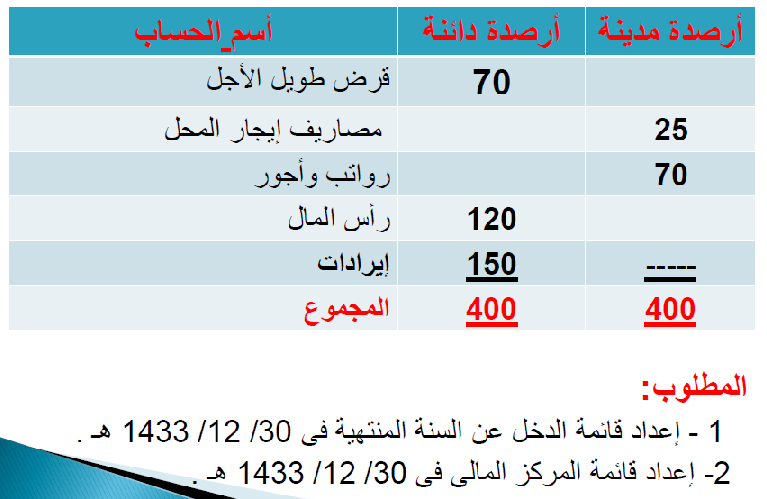 أرصدة مدينة أرصدة دائنة أسم الحساب
70 قرض طويل الأجل
25 مصاريف إيجار المحل
70 رواتب وأجور
120 رأس المال
----- 150 إيرادات
400 400 المجموع
المطلوب:
1 - إعداد قائمة الدخل عن السنة المنتهية فى 30/ 12/ 1433 هـ .
2- إعداد قائمة المركز المالى فى 30/ 12/ 1433 هـ .